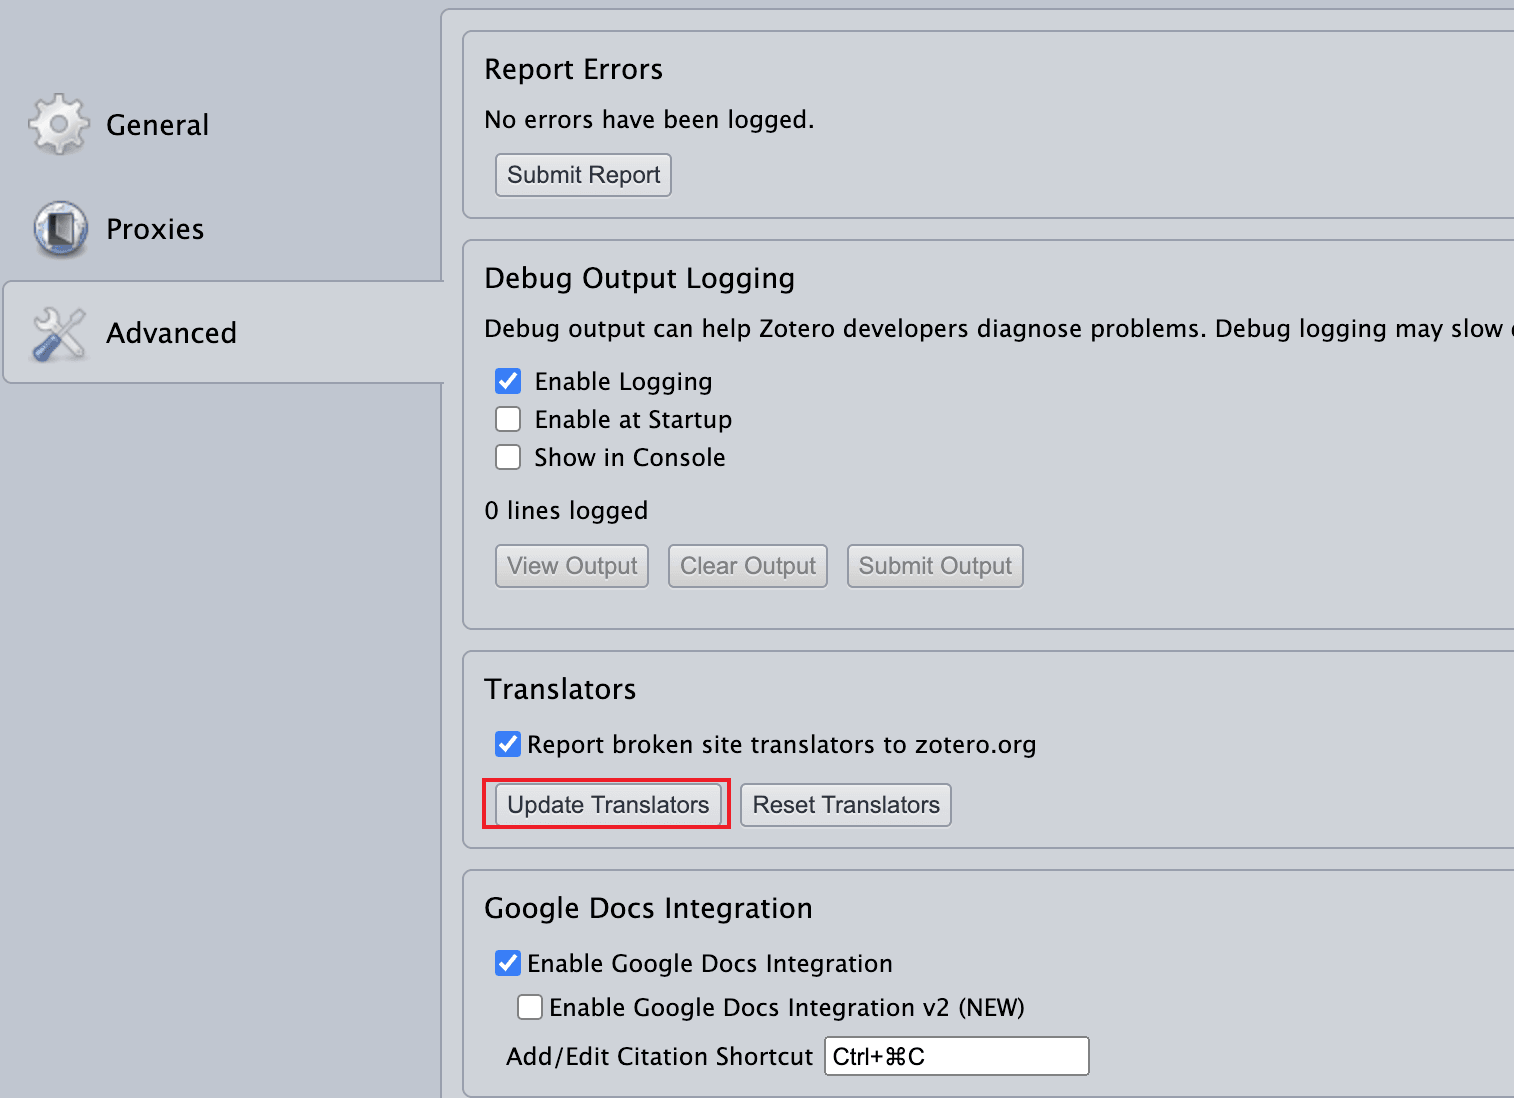 General
Proxies
Advanced
Report Errors
No errors have been logged.
Submit Report
Debug Output Logging
Debug output can help Zotero developers diagnose problems. Debug logging may slow
Enable Logging
Enable at Startup
Show in Console
0 lines logged
View Output Clear Output Submit Output
Translators
Report broken site translators to zotero.org
Update Translators Reset Translators
Google Docs Integration
Enable Google Docs Integration
Enable Google Docs Integration v2 (NEW)
Add/Edit Citation Shortcut Ctrl+⌘C